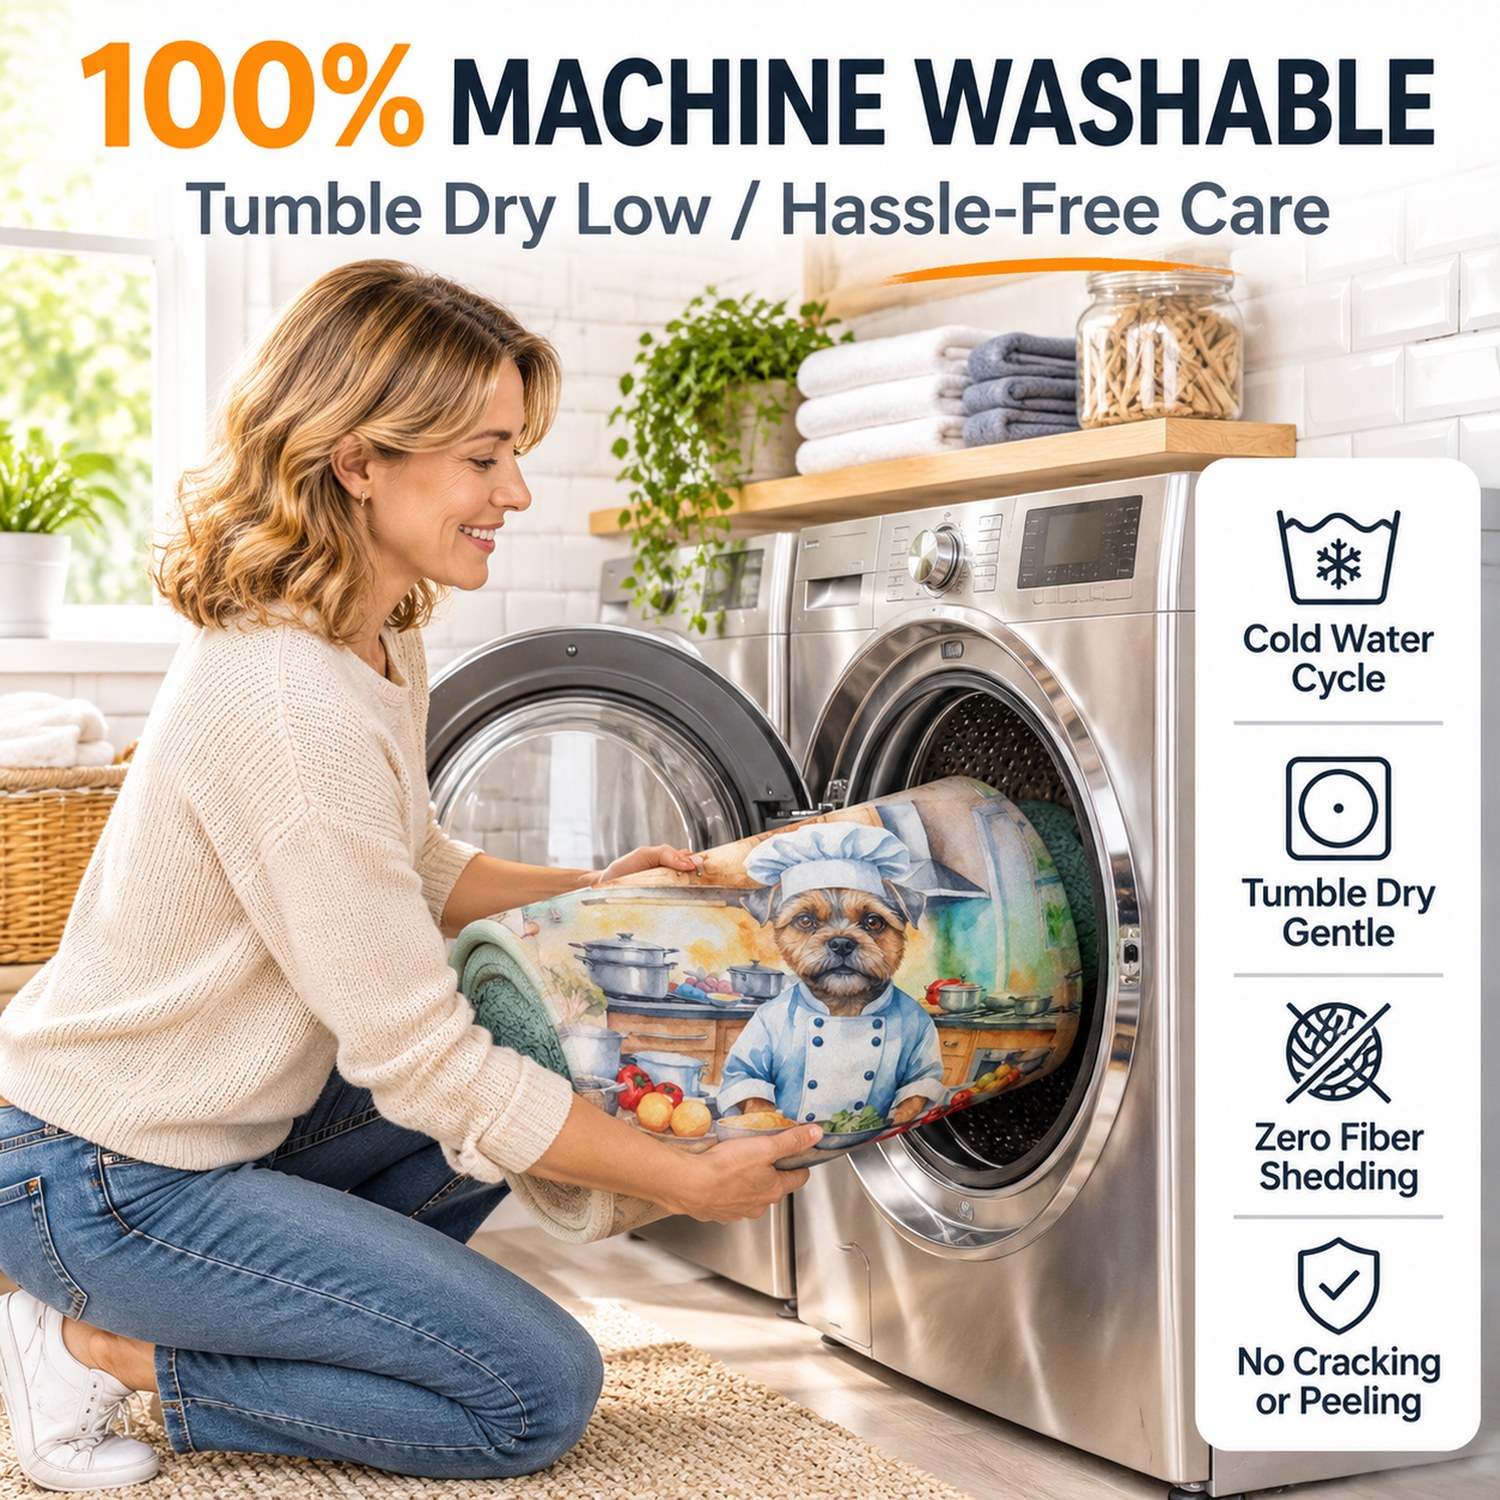 100% MACHINE WASHABLE
Tumble Dry Low / Hassle-Free Care
Cold Water
Cycle
Tumble Dry
Gentle
Zero Fiber
Shedding
No Cracking
or Peeling